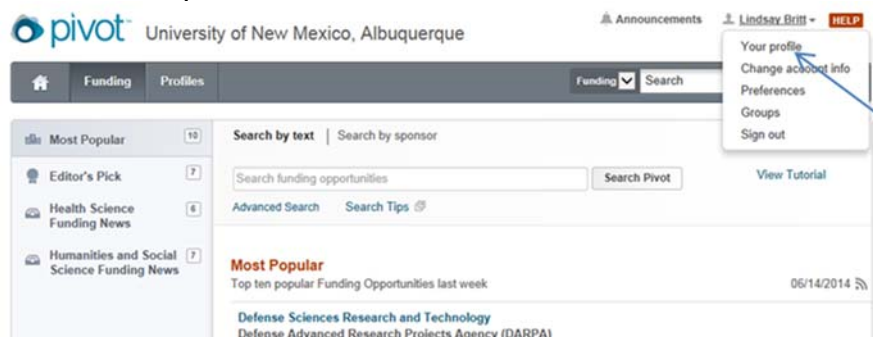 pivot™ University of New Mexico, Albuquerque
Announcements Lindsay Britt HELP
Your profile
Change account info
Preferences
Groups
Sign out
Funding Profiles
Funding Search
Most Popular 10
Editor's Pick 7
Health Science 6
Funding News
Humanities and Social 7
Science Funding News
Search by text | Search by sponsor
Search funding opportunities Search Pivot View Tutorial
Advanced Search Search Tips
Most Popular
Top ten popular Funding Opportunities last week 06/14/2014
Defense Sciences Research and Technology
Defense Advanced Research Projects Agency (DARPA)